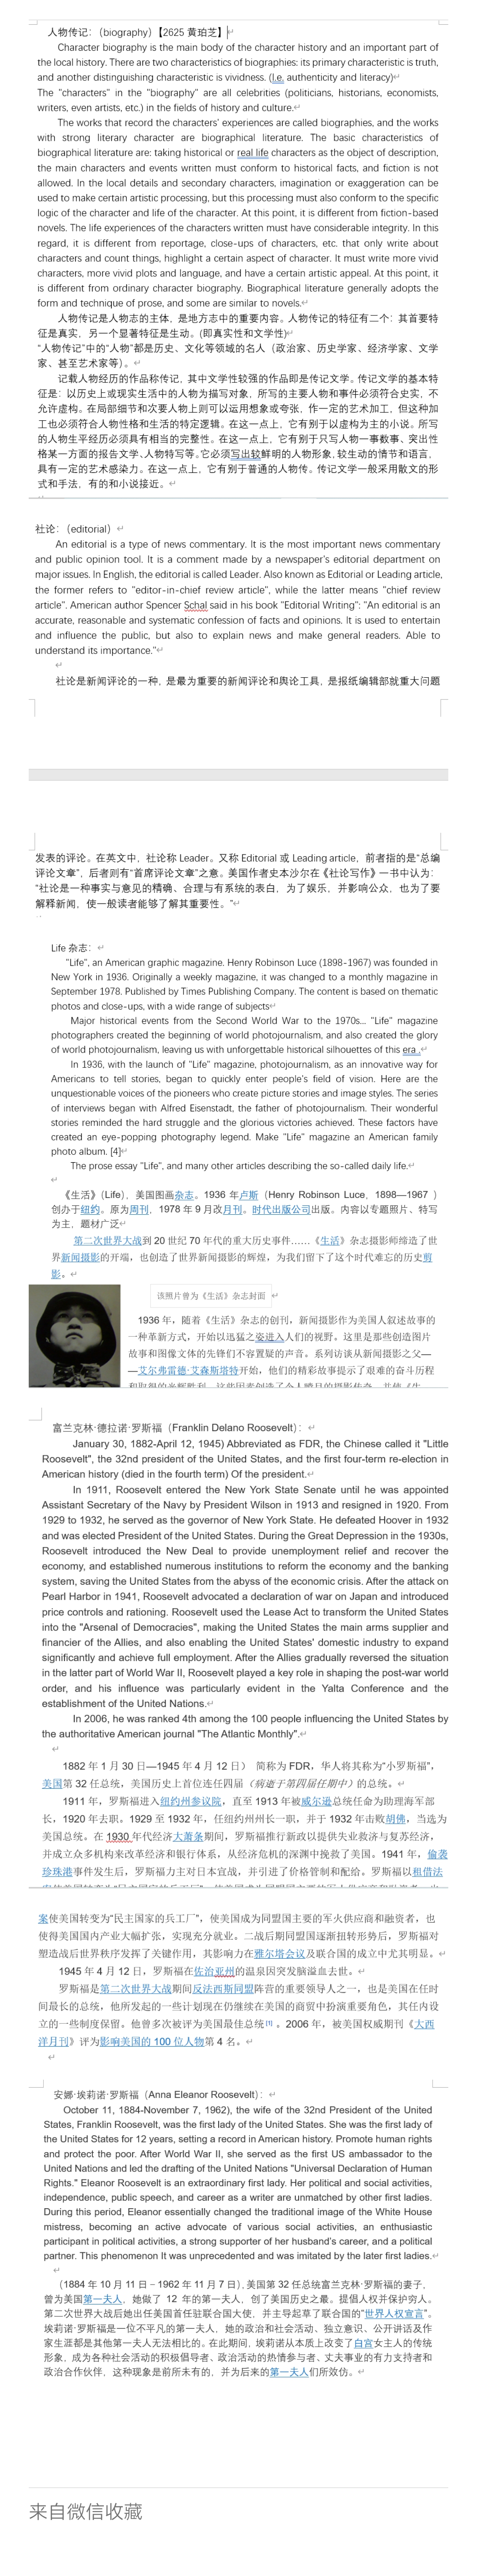 人物传记：（biography）【2625 黄珀芝】
Character biography is the main body of the character history and an important part of
the local history. There are two characteristics of biographies: its primary characteristic is truth,
and another distinguishing characteristic is vividness. (I.e. authenticity and literacy)
The "characters" in the "biography" are all celebrities (politicians, historians, economists,
writers, even artists, etc.) in the fields of history and culture.
The works that record the characters' experiences are called biographies, and the works
with strong literary character are biographical literature. The basic characteristics of
biographical literature are: taking historical or real life characters as the object of description,
the main characters and events written must conform to historical facts, and fiction is not
allowed. In the local details and secondary characters, imagination or exaggeration can be
used to make certain artistic processing, but this processing must also conform to the specific
logic of the character and life of the character. At this point, it is different from fiction-based
novels. The life experiences of the characters written must have considerable integrity. In this
regard, it is different from reportage, close-ups of characters, etc. that only write about
characters and count things, highlight a certain aspect of character. It must write more vivid
characters, more vivid plots and language, and have a certain artistic appeal. At this point, it
is different from ordinary character biography. Biographical literature generally adopts the
form and technique of prose, and some are similar to novels.
人物传记是人物志的主体，是地方志中的重要内容。人物传记的特征有二个：其首要特
征是真实，另一个显著特征是生动。(即真实性和文学性)
“人物传记”中的“人物”都是历史、文化等领域的名人（政治家、历史学家、经济学家、文学
家、甚至艺术家等）。
记载人物经历的作品称传记，其中文学性较强的作品即是传记文学。传记文学的基本特
征是：以历史上或现实生活中的人物为描写对象，所写的主要人物和事件必须符合史实，不
允许虚构。在局部细节和次要人物上则可以运用想象或夸张，作一定的艺术加工，但这种加
工也必须符合人物性格和生活的特定逻辑。在这一点上，它有别于以虚构为主的小说。所写
的人物生平经历必须具有相当的完整性。在这一点上，它有别于只写人物一事数事、突出性
格某一方面的报告文学、人物特写等。它必须写出较鲜明的人物形象，较生动的情节和语言，
具有一定的艺术感染力。在这一点上，它有别于普通的人物传。传记文学一般采用散文的形
式和手法，有的和小说接近。
社论：（editorial）
An editorial is a type of news commentary. It is the most important news commentary
and public opinion tool. It is a comment made by a newspaper's editorial department on
major issues. In English, the editorial is called Leader. Also known as Editorial or Leading article,
the former refers to "editor-in-chief review article", while the latter means "chief review
article". American author Spencer Schal said in his book "Editorial Writing": "An editorial is an
accurate, reasonable and systematic confession of facts and opinions. It is used to entertain
and influence the public, but also to explain news and make general readers. Able to
understand its importance."
社论是新闻评论的一种，是最为重要的新闻评论和舆论工具，是报纸编辑部就重大问题
发表的评论。在英文中，社论称 Leader。又称 Editorial 或 Leading article，前者指的是“总编
评论文章”，后者则有“首席评论文章”之意。美国作者史本沙尔在《社论写作》一书中认为：
“社论是一种事实与意见的精确、合理与有系统的表白，为了娱乐，并影响公众，也为了要
解释新闻，使一般读者能够了解其重要性。”
Life 杂志：
"Life", an American graphic magazine. Henry Robinson Luce (1898-1967) was founded in
New York in 1936. Originally a weekly magazine, it was changed to a monthly magazine in
September 1978. Published by Times Publishing Company. The content is based on thematic
photos and close-ups, with a wide range of subjects
Major historical events from the Second World War to the 1970s... "Life" magazine
photographers created the beginning of world photojournalism, and also created the glory
of world photojournalism, leaving us with unforgettable historical silhouettes of this era .
In 1936, with the launch of "Life" magazine, photojournalism, as an innovative way for
Americans to tell stories, began to quickly enter people's field of vision. Here are the
unquestionable voices of the pioneers who create picture stories and image styles. The series
of interviews began with Alfred Eisenstadt, the father of photojournalism. Their wonderful
stories reminded the hard struggle and the glorious victories achieved. These factors have
created an eye-popping photography legend. Make "Life" magazine an American family
photo album. [4]
The prose essay "Life", and many other articles describing the so-called daily life.
《生活》（Life），美国图画杂志。1936 年卢斯（Henry Robinson Luce，1898—1967 ）
创办于纽约。原为周刊，1978 年 9 月改月刊。时代出版公司出版。内容以专题照片、特写
为主，题材广泛
第二次世界大战到 20 世纪 70 年代的重大历史事件……《生活》杂志摄影师缔造了世
界新闻摄影的开端，也创造了世界新闻摄影的辉煌，为我们留下了这个时代难忘的历史剪
影。
该照片曾为《生活》杂志封面
1936 年，随着《生活》杂志的创刊，新闻摄影作为美国人叙述故事的
一种革新方式，开始以迅猛之姿进入人们的视野。这里是那些创造图片
故事和图像文体的先锋们不容置疑的声音。系列访谈从新闻摄影之父—
—艾尔弗雷德·艾森斯塔特开始，他们的精彩故事提示了艰难的奋斗历程
富兰克林·德拉诺·罗斯福（Franklin Delano Roosevelt）：
January 30, 1882-April 12, 1945) Abbreviated as FDR, the Chinese called it "Little
Roosevelt", the 32nd president of the United States, and the first four-term re-election in
American history (died in the fourth term) Of the president.
In 1911, Roosevelt entered the New York State Senate until he was appointed
Assistant Secretary of the Navy by President Wilson in 1913 and resigned in 1920. From
1929 to 1932, he served as the governor of New York State. He defeated Hoover in 1932
and was elected President of the United States. During the Great Depression in the 1930s,
Roosevelt introduced the New Deal to provide unemployment relief and recover the
economy, and established numerous institutions to reform the economy and the banking
system, saving the United States from the abyss of the economic crisis. After the attack on
Pearl Harbor in 1941, Roosevelt advocated a declaration of war on Japan and introduced
price controls and rationing. Roosevelt used the Lease Act to transform the United States
into the "Arsenal of Democracies", making the United States the main arms supplier and
financier of the Allies, and also enabling the United States' domestic industry to expand
significantly and achieve full employment. After the Allies gradually reversed the situation
in the latter part of World War II, Roosevelt played a key role in shaping the post-war world
order, and his influence was particularly evident in the Yalta Conference and the
establishment of the United Nations.
In 2006, he was ranked 4th among the 100 people influencing the United States by
the authoritative American journal "The Atlantic Monthly".
1882 年 1 月 30 日—1945 年 4 月 12 日） 简称为 FDR，华人将其称为“小罗斯福”，
美国第 32 任总统，美国历史上首位连任四届（病逝于第四届任期中）的总统。
1911 年，罗斯福进入纽约州参议院，直至 1913 年被威尔逊总统任命为助理海军部
长，1920 年去职。1929 至 1932 年，任纽约州州长一职，并于 1932 年击败胡佛，当选为
美国总统。在 1930 年代经济大萧条期间，罗斯福推行新政以提供失业救济与复苏经济，
并成立众多机构来改革经济和银行体系，从经济危机的深渊中挽救了美国。1941 年，偷袭
珍珠港事件发生后，罗斯福力主对日本宣战，并引进了价格管制和配给。罗斯福以租借法
案使美国转变为“民主国家的兵工厂”，使美国成为同盟国主要的军火供应商和融资者，也
使得美国国内产业大幅扩张，实现充分就业。二战后期同盟国逐渐扭转形势后，罗斯福对
塑造战后世界秩序发挥了关键作用，其影响力在雅尔塔会议及联合国的成立中尤其明显。
1945 年 4 月 12 日，罗斯福在佐治亚州的温泉因突发脑溢血去世。
罗斯福是第二次世界大战期间反法西斯同盟阵营的重要领导人之一，也是美国在任时
间最长的总统，他所发起的一些计划现在仍继续在美国的商贸中扮演重要角色，其任内设
立的一些制度保留。他曾多次被评为美国最佳总统[1] 。2006 年，被美国权威期刊《大西
洋月刊》评为影响美国的 100 位人物第 4 名。
安娜·埃莉诺·罗斯福（Anna Eleanor Roosevelt）：
October 11, 1884-November 7, 1962), the wife of the 32nd President of the United
States, Franklin Roosevelt, was the first lady of the United States. She was the first lady of
the United States for 12 years, setting a record in American history. Promote human rights
and protect the poor. After World War II, she served as the first US ambassador to the
United Nations and led the drafting of the United Nations "Universal Declaration of Human
Rights." Eleanor Roosevelt is an extraordinary first lady. Her political and social activities,
independence, public speech, and career as a writer are unmatched by other first ladies.
During this period, Eleanor essentially changed the traditional image of the White House
mistress, becoming an active advocate of various social activities, an enthusiastic
participant in political activities, a strong supporter of her husband's career, and a political
partner. This phenomenon It was unprecedented and was imitated by the later first ladies.
（1884 年 10 月 11 日－1962 年 11 月 7 日），美国第 32 任总统富兰克林·罗斯福的妻子，
曾为美国第一夫人，她做了 12 年的第一夫人，创了美国历史之最。提倡人权并保护穷人。
第二次世界大战后她出任美国首任驻联合国大使，并主导起草了联合国的“世界人权宣言”。
埃莉诺·罗斯福是一位不平凡的第一夫人，她的政治和社会活动、独立意识、公开讲话及作
家生涯都是其他第一夫人无法相比的。在此期间，埃莉诺从本质上改变了白宫女主人的传统
形象，成为各种社会活动的积极倡导者、政治活动的热情参与者、丈夫事业的有力支持者和
政治合作伙伴，这种现象是前所未有的，并为后来的第一夫人们所效仿。
来自微信收藏